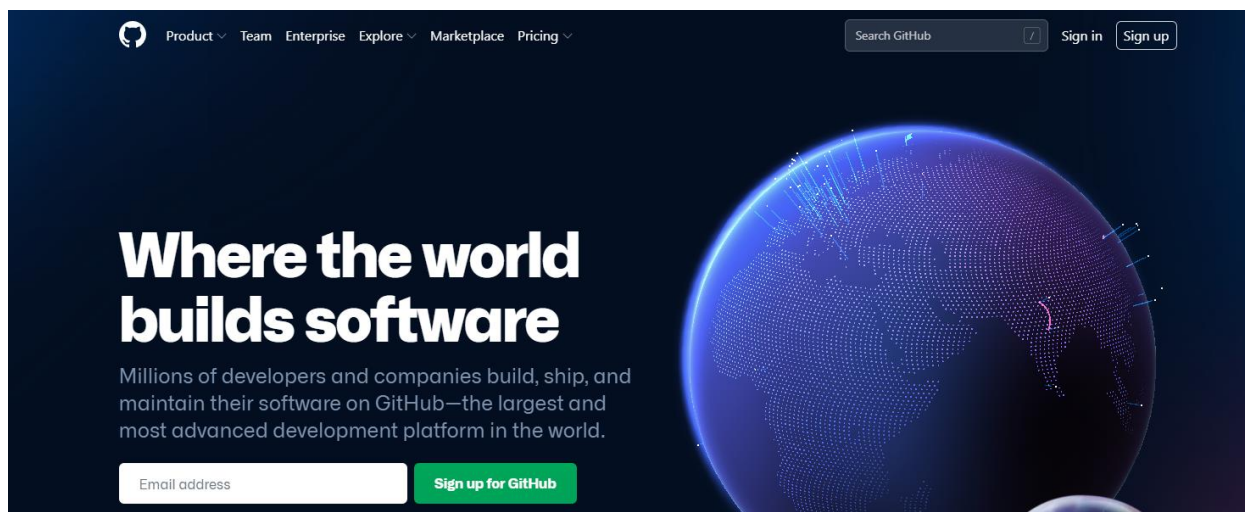 Product Team Enterprise Explore Marketplace Pricing Search GitHub / Sign in Sign up
Where the world
builds software
Millions of developers and companies build, ship, and
maintain their software on GitHub—the largest and
most advanced development platform in the world.
Email address Sign up for GitHub